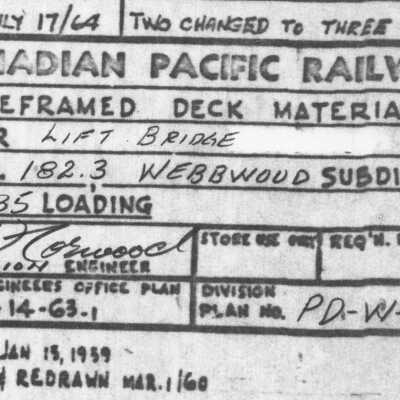 LY 17/64 TWO CHANGED TO THREE
NADIAN PACIFIC RAILW
EFRAMED DECK MATERIA
R LIFT BRIDGE
182.3 WEBBWOOD SUBDI
35 LOADING
Norwood STORE USE ONLY REQ'N.
ION ENGINEER
GINEERS OFFICE PLAN DIVISION
-14-63.1 PLAN NO. PD.-W-
JAN 15, 1939
& REDRAWN MAR. 1/60